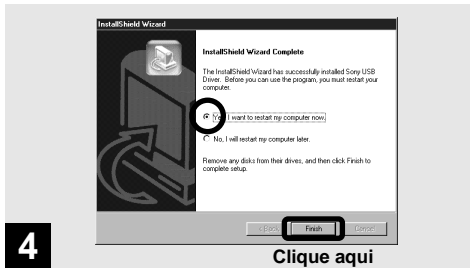 InstallShield Wizard
InstallShield Wizard Complete
The InstallShield Wizard has successfully installed Sony USB
Driver. Before you can use the program, you must restart your
computer.
Yes, I want to restart my computer now.
No, I will restart my computer later.
Remove any disks from their drives, and then click Finish to
complete setup.
< Back Finish Cancel
4
Clique aqui